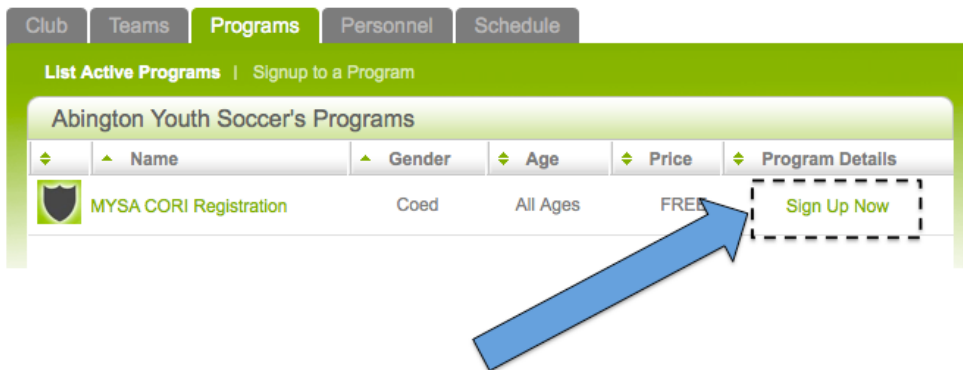 Club Teams Programs Personnel Schedule
List Active Programs | Signup to a Program
Abington Youth Soccer's Programs
Name Gender Age Price Program Details
MYSA CORI Registration Coed All Ages FREE Sign Up Now